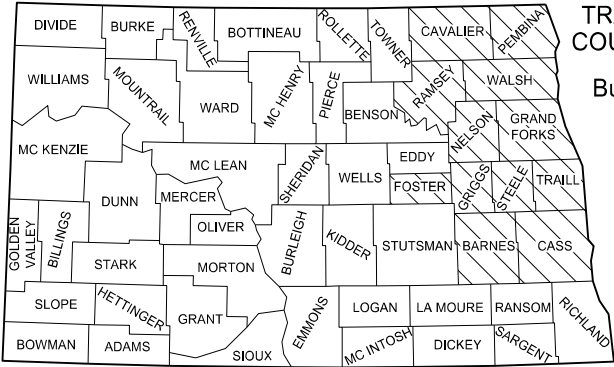 TR
COU
Bu
DIVIDE
BURKE
RENVILLE
BOTTINEAU
ROLLETTE
TOWNER
CAVALIER
PEMBINA
WILLIAMS
MOUNTRAIL
WARD
MC HENRY
PIERCE
BENSON
RAMSEY
WALSH
NELSON
GRAND
FORKS
MC KENZIE
DUNN
MERCER
OLIVER
MC LEAN
SHERIDAN
WELLS
EDDY
FOSTER
GRIGGS
STEELE
TRAILL
GOLDEN
VALLEY
BILLINGS
STARK
MORTON
BURLEIGH
KIDDER
STUTSMAN
BARNES
CASS
SLOPE
HETTINGER
GRANT
EMMONS
LOGAN
LA MOURE
RANSOM
RICHLAND
BOWMAN
ADAMS
SIOUX
MC INTOSH
DICKEY
SARGENT